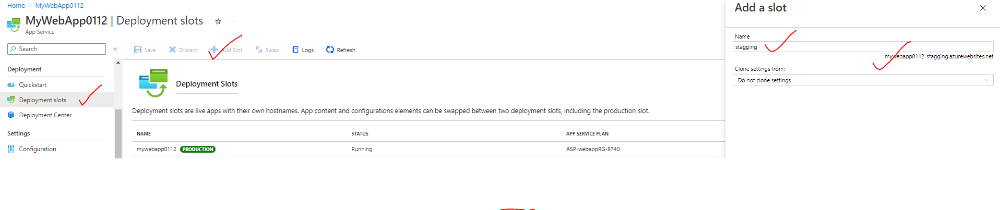 Home > MyWebApp0112
MyWebApp0112 | Deployment slots ☆ ...
App Service
Search «
Deployment
Quickstart
Deployment slots
Deployment Center
Settings
Configuration
Save Discard Add Slot Swap Logs Refresh
Deployment Slots
Deployment slots are live apps with their own hostnames. App content and configurations elements can be swapped between two deployment slots, including the production slot.
NAME STATUS APP SERVICE PLAN
mywebapp0112 PRODUCTION Running ASP-webappRG-9740
Add a slot
Name
stagging
mywebapp0112-stagging.azurewebsites.net
Clone settings from:
Do not clone settings